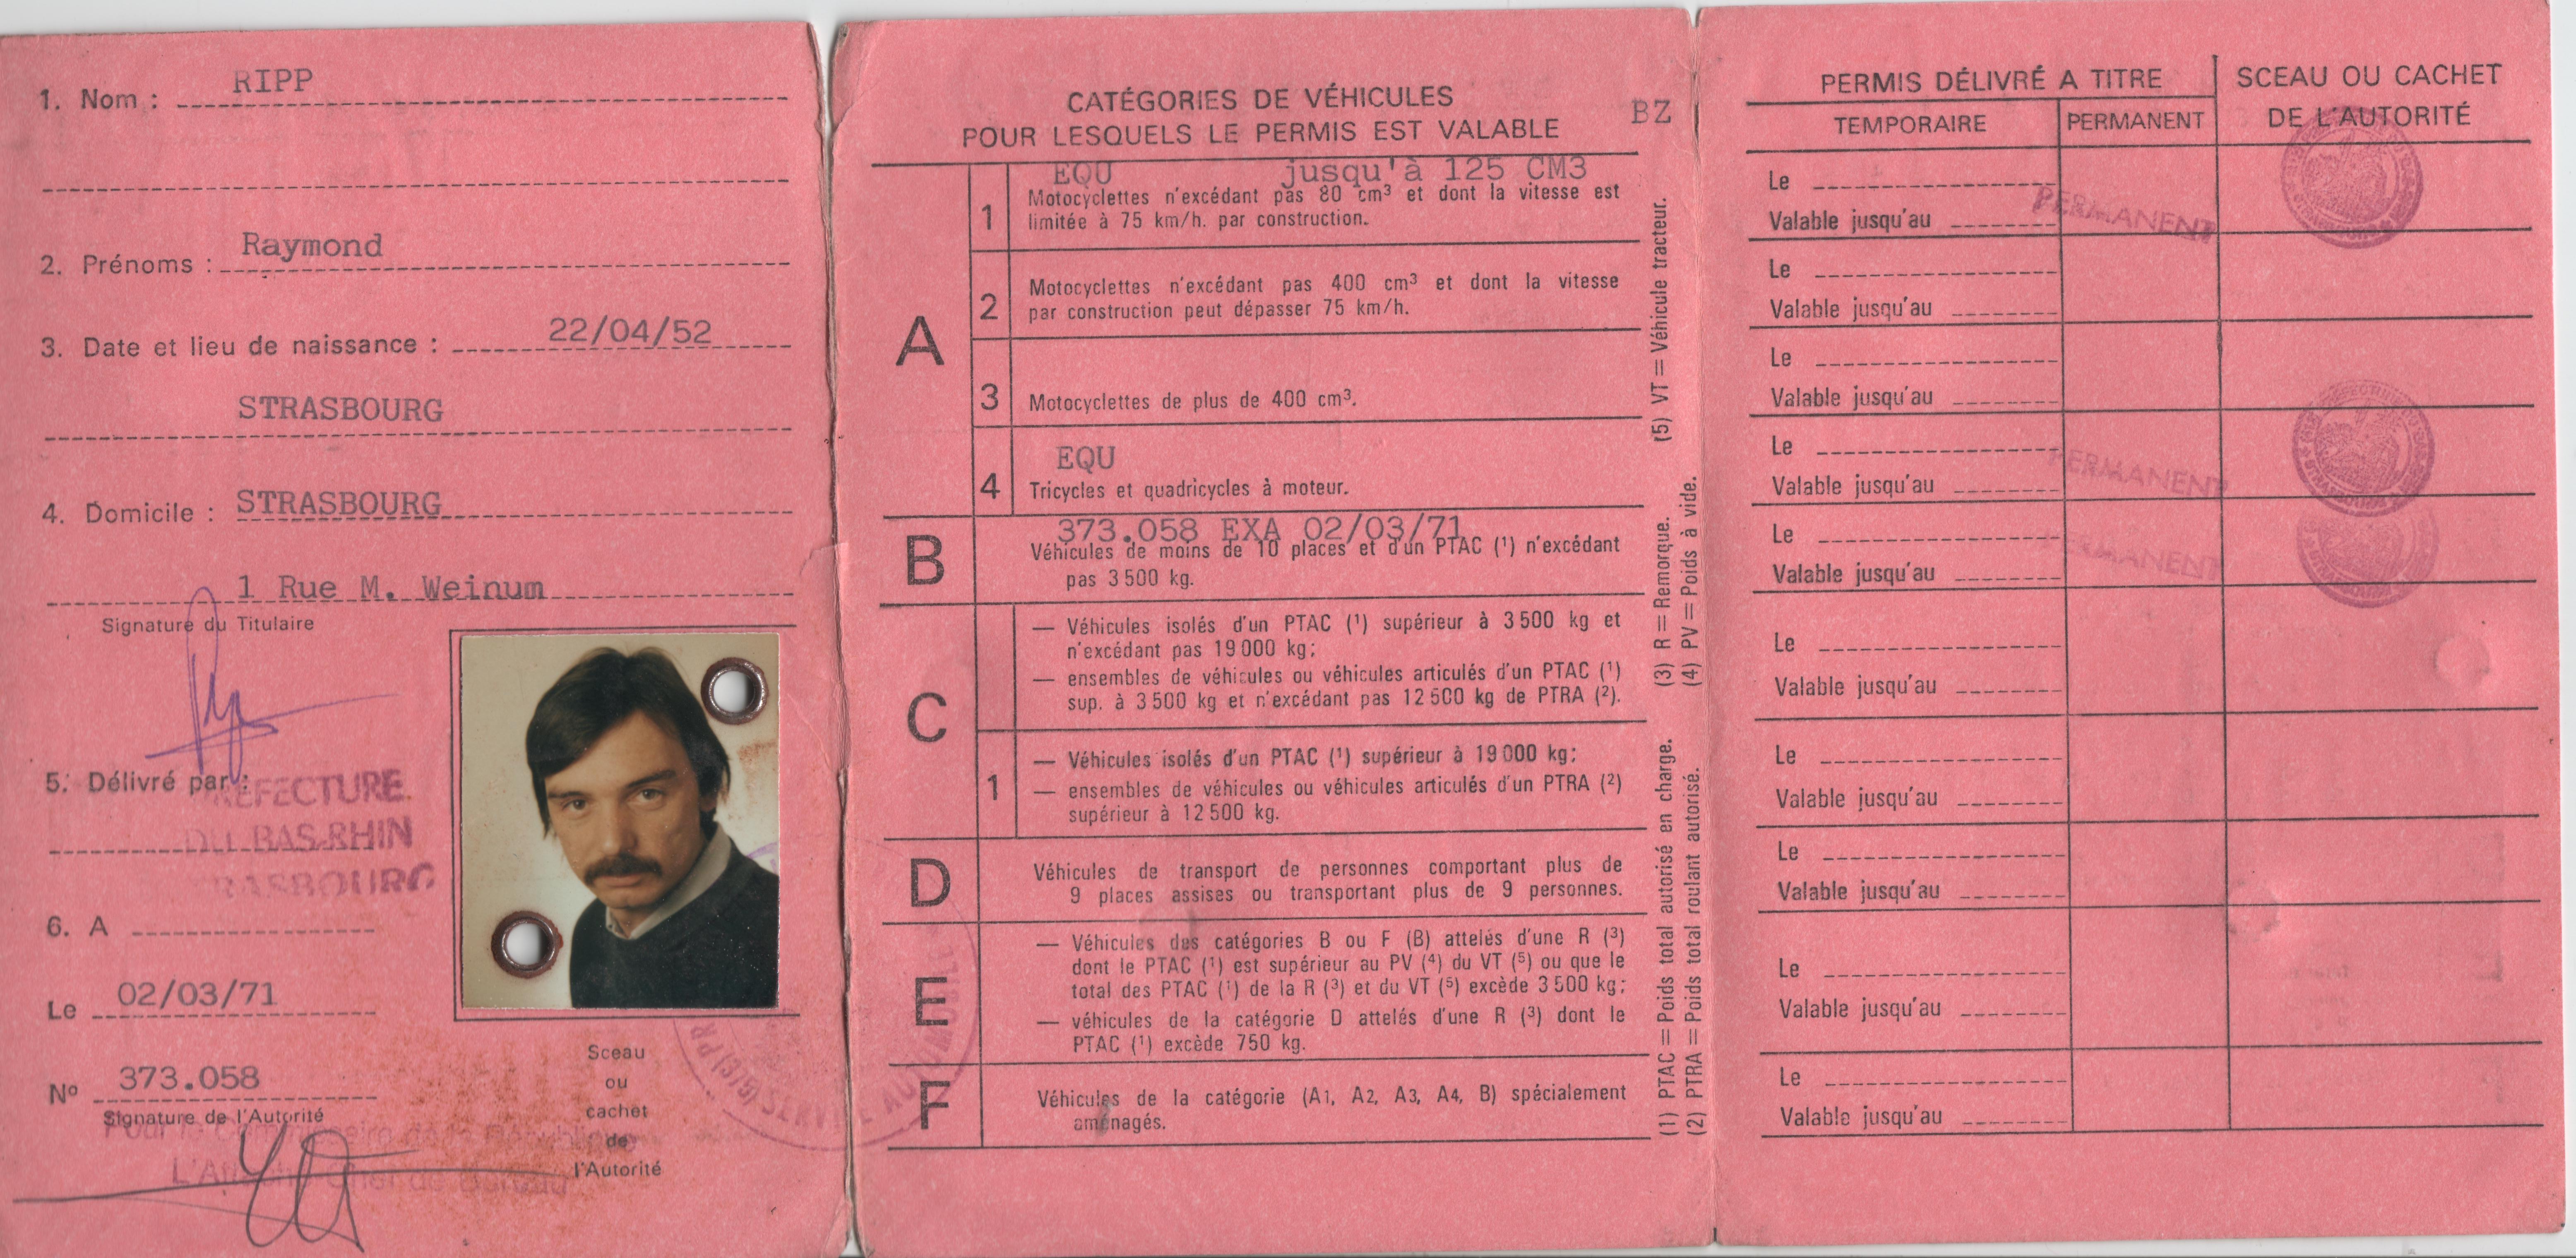 1. Nom : RIPP
2. Prénoms : Raymond
3. Date et lieu de naissance : 22/04/52
STRASBOURG
4. Domicile : STRASBOURG
1 Rue M. Weinum
Signature du Titulaire
5. Délivré par :
PREFECTURE
DU BAS-RHIN
STRASBOURG
6. A
Le 02/03/71
Nº 373.058
Signature de l'Autorité
Sceau
ou
cachet
de
l'Autorité
CATÉGORIES DE VÉHICULES
POUR LESQUELS LE PERMIS EST VALABLE
BZ
A
1
EQU jusqu'à 125 CM3
Motocyclettes n'excédant pas 80 cm³ et dont la vitesse est
limitée à 75 km/h. par construction.
2
Motocyclettes n'excédant pas 400 cm³ et dont la vitesse
par construction peut dépasser 75 km/h.
3
Motocyclettes de plus de 400 cm³.
EQU
4
Tricycles et quadricycles à moteur.
B
373.058 EXA 02/03/71
Véhicules de moins de 10 places et d'un PTAC (¹) n'excédant
pas 3 500 kg.
C
— Véhicules isolés d'un PTAC (¹) supérieur à 3 500 kg et
n'excédant pas 19 000 kg;
— ensembles de véhicules ou véhicules articulés d'un PTAC (¹)
sup. à 3 500 kg et n'excédant pas 12 500 kg de PTRA (²).
1
— Véhicules isolés d'un PTAC (¹) supérieur à 19 000 kg;
— ensembles de véhicules ou véhicules articulés d'un PTRA (²)
supérieur à 12 500 kg.
D
Véhicules de transport de personnes comportant plus de
9 places assises ou transportant plus de 9 personnes.
E
— Véhicules des catégories B ou F (B) attelés d'une R (³)
dont le PTAC (¹) est supérieur au PV (⁴) du VT (⁵) ou que le
total des PTAC (¹) de la R (³) et du VT (⁵) excède 3 500 kg;
— véhicules de la catégorie D attelés d'une R (³) dont le
PTAC (¹) excède 750 kg.
F
Véhicules de la catégorie (A1, A2, A3, A4, B) spécialement
aménagés.
(1) PTAC = Poids total autorisé en charge.
(2) PTRA = Poids total roulant autorisé.
(3) R = Remorque.
(4) PV = Poids à vide.
(5) VT = Véhicule tracteur.
SERVICE AUTOMOBILE
PERMIS DÉLIVRÉ A TITRE
TEMPORAIRE
PERMANENT
SCEAU OU CACHET
DE L'AUTORITÉ
Le
Valable jusqu'au
PERMANENT
Le
Valable jusqu'au
Le
Valable jusqu'au
Le
Valable jusqu'au
PERMANENT
Le
Valable jusqu'au
PERMANENT
Le
Valable jusqu'au
Le
Valable jusqu'au
Le
Valable jusqu'au
Le
Valable jusqu'au
Le
Valable jusqu'au